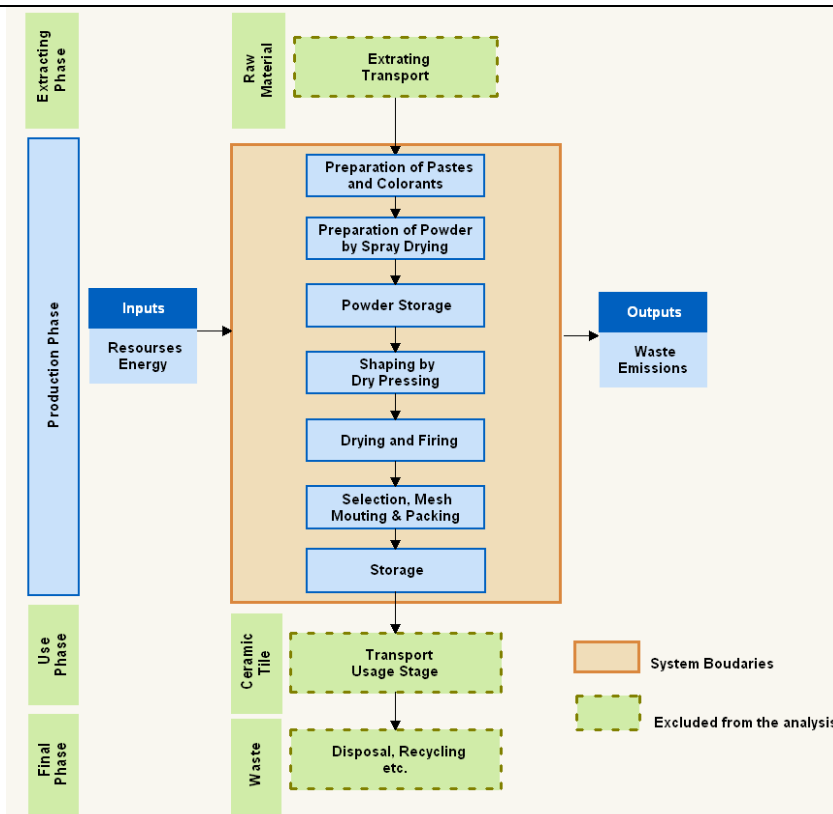 Extracting
Phase
Raw
Material
Extrating
Transport
Production Phase
Preparation of Pastes
and Colorants
Preparation of Powder
by Spray Drying
Powder Storage
Inputs
Resourses
Energy
Outputs
Waste
Emissions
Shaping by
Dry Pressing
Drying and Firing
Selection, Mesh
Mouting & Packing
Storage
Use
Phase
Ceramic
Tile
Transport
Usage Stage
System Boudaries
Final
Phase
Waste
Disposal, Recycling
etc.
Excluded from the analysis